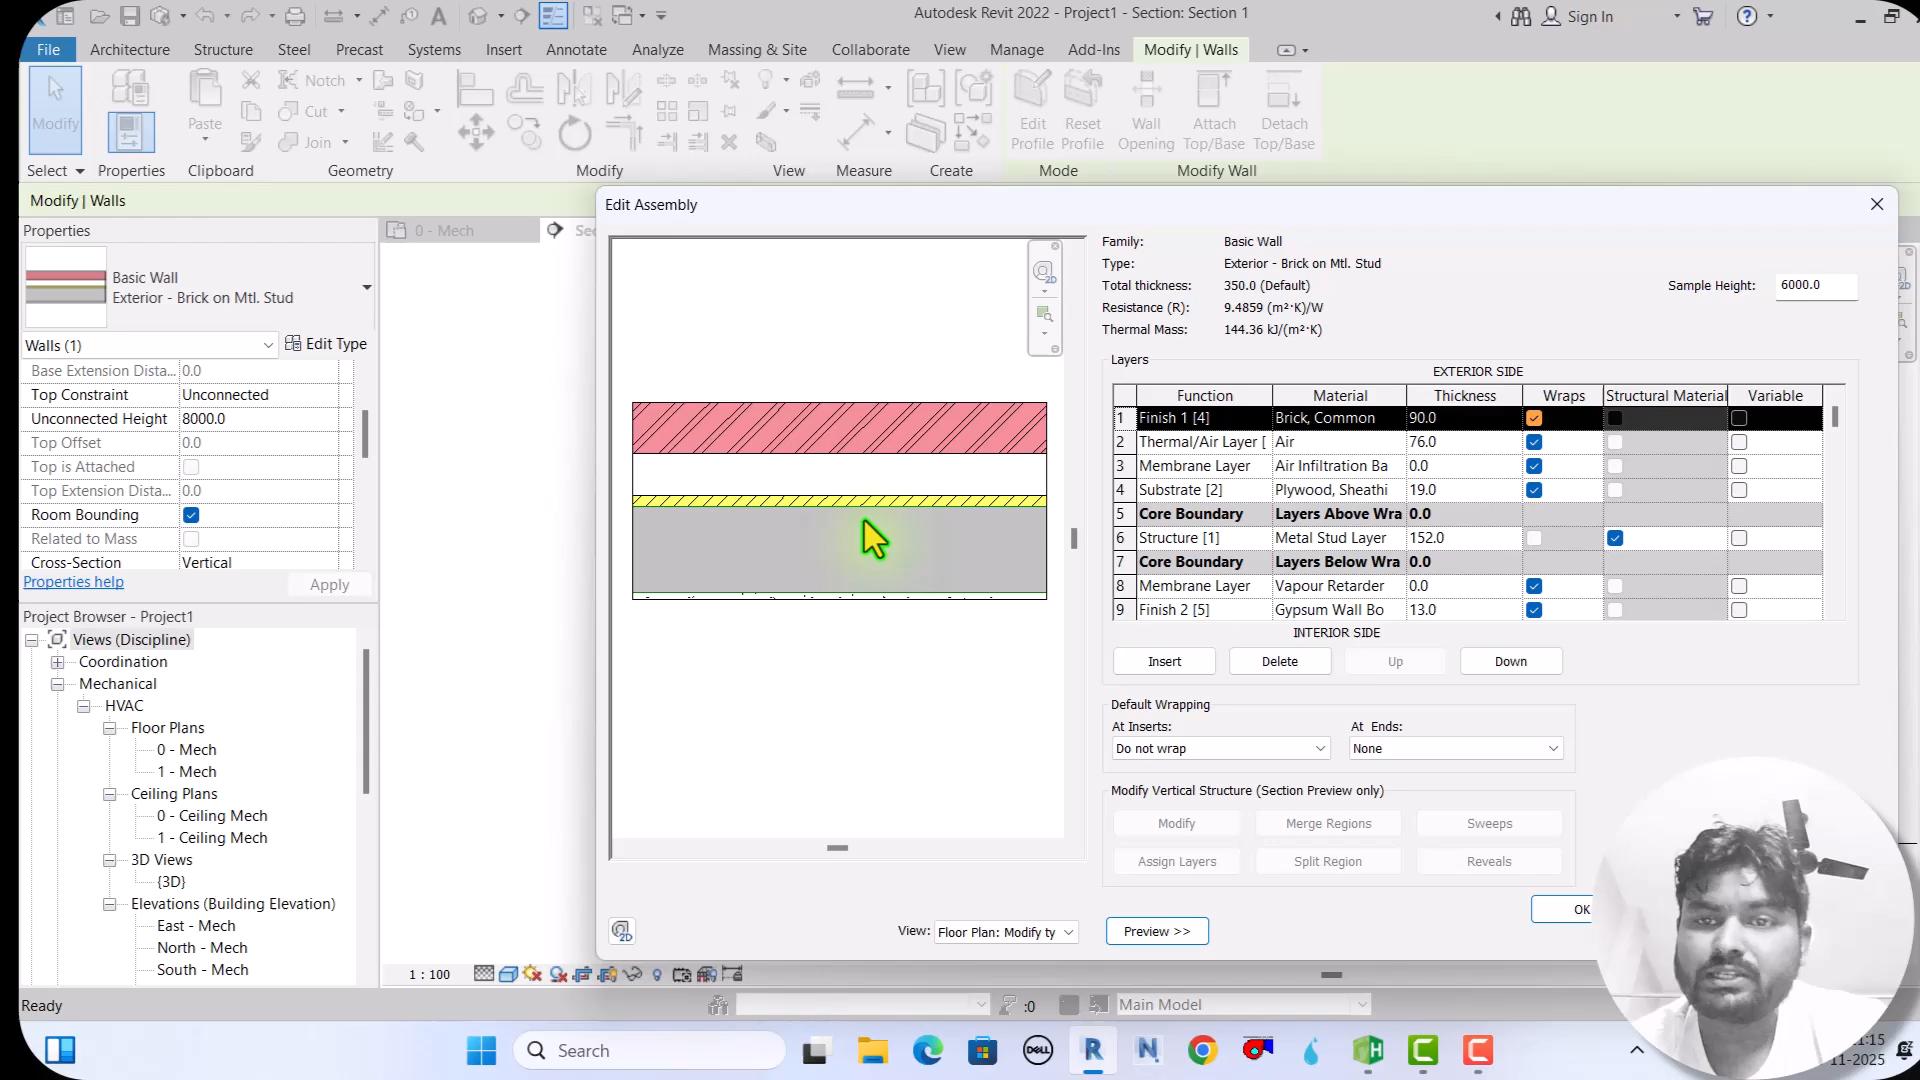 Autodesk Revit 2022 - Project1 - Section: Section 1
Sign In
File Architecture Structure Steel Precast Systems Insert Annotate Analyze Massing & Site Collaborate View Manage Add-Ins Modify | Walls
Modify
Paste
Notch
Cut
Join
Edit Profile
Reset Profile
Wall Opening
Attach Top/Base
Detach Top/Base
Select Properties Clipboard Geometry Modify View Measure Create Mode Modify Wall
Modify | Walls
Properties
Basic Wall
Exterior - Brick on Mtl. Stud
Walls (1) Edit Type
Base Extension Dista... 0.0
Top Constraint Unconnected
Unconnected Height 8000.0
Top Offset 0.0
Top is Attached
Top Extension Dista... 0.0
Room Bounding
Related to Mass
Cross-Section Vertical
Properties help Apply
Project Browser - Project1
Views (Discipline)
Coordination
Mechanical
HVAC
Floor Plans
0 - Mech
1 - Mech
Ceiling Plans
0 - Ceiling Mech
1 - Ceiling Mech
3D Views
{3D}
Elevations (Building Elevation)
East - Mech
North - Mech
South - Mech
Ready
0 - Mech
Edit Assembly
2D
Family: Basic Wall
Type: Exterior - Brick on Mtl. Stud
Total thickness: 350.0 (Default)
Resistance (R): 9.4859 (m²·K)/W
Thermal Mass: 144.36 kJ/(m²·K)
Sample Height: 6000.0
Layers
EXTERIOR SIDE
Function Material Thickness Wraps Structural Material Variable
1 Finish 1 [4] Brick, Common 90.0
2 Thermal/Air Layer [ Air 76.0
3 Membrane Layer Air Infiltration Ba 0.0
4 Substrate [2] Plywood, Sheathi 19.0
5 Core Boundary Layers Above Wra 0.0
6 Structure [1] Metal Stud Layer 152.0
7 Core Boundary Layers Below Wra 0.0
8 Membrane Layer Vapour Retarder 0.0
9 Finish 2 [5] Gypsum Wall Bo 13.0
INTERIOR SIDE
Insert Delete Up Down
Default Wrapping
At Inserts: At Ends:
Do not wrap None
Modify Vertical Structure (Section Preview only)
Modify Merge Regions Sweeps
Assign Layers Split Region Reveals
OK
2D
View: Floor Plan: Modify ty Preview >>
1 : 100
:0 Main Model
Search
DELL
R
N
H
C
C